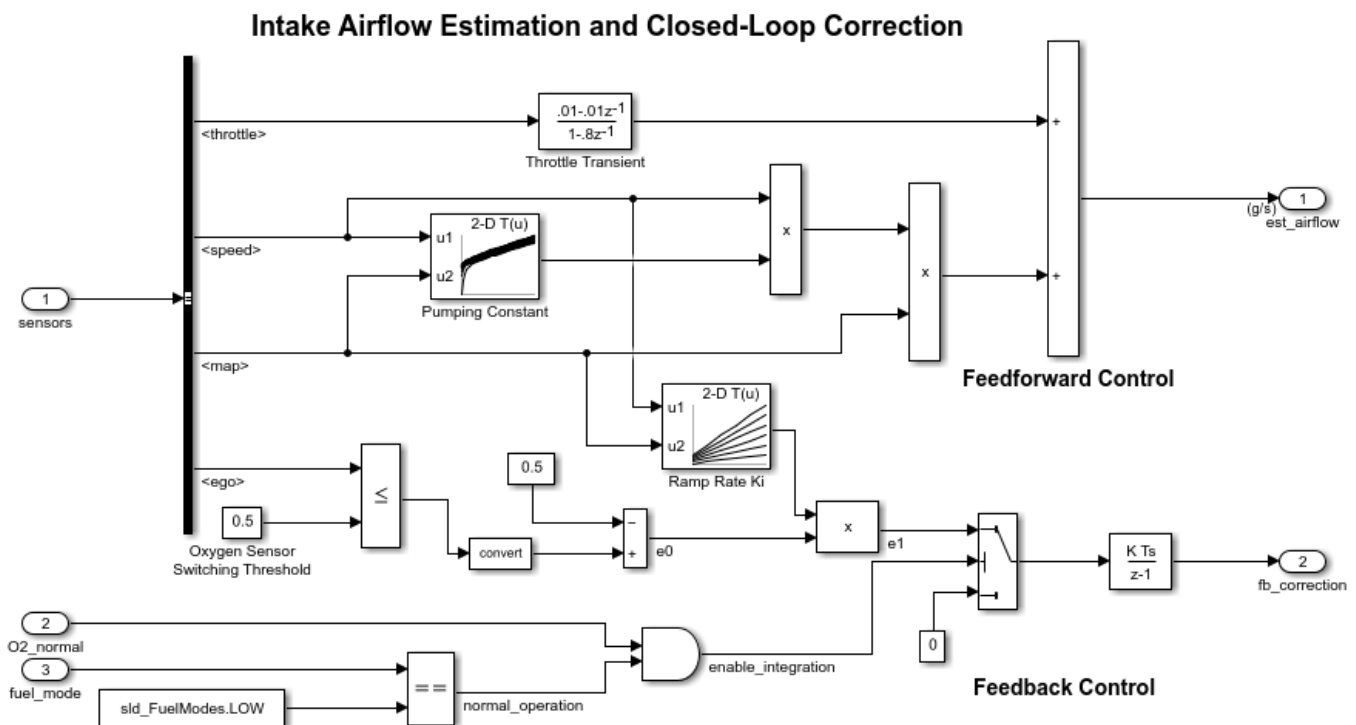 Intake Airflow Estimation and Closed-Loop Correction
.01-.01z-1
1-.8z-1
<throttle>
Throttle Transient
+
2-D T(u)
u1
u2
Pumping Constant
<speed>
x
x
1
(g/s)
est_airflow
+
1
sensors
<map>
Feedforward Control
2-D T(u)
u1
u2
Ramp Rate Ki
<ego>
≤
0.5
0.5
Oxygen Sensor
Switching Threshold
convert
−
+
e0
x
e1
K Ts
z-1
2
fb_correction
0
2
O2_normal
3
fuel_mode
==
enable_integration
normal_operation
sld_FuelModes.LOW
Feedback Control